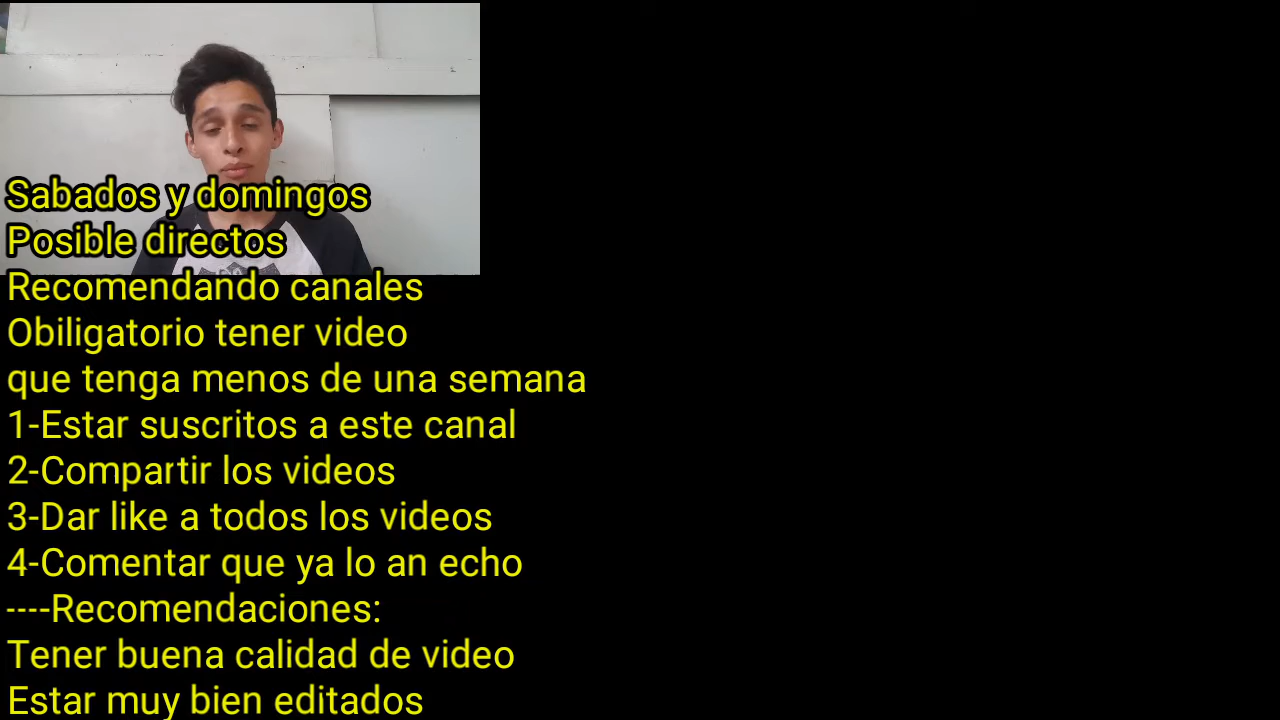 Sabados y domingos
Posible directos
Recomendando canales
Obiligatorio tener video
que tenga menos de una semana
1-Estar suscritos a este canal
2-Compartir los videos
3-Dar like a todos los videos
4-Comentar que ya lo an echo
----Recomendaciones:
Tener buena calidad de video
Estar muy bien editados